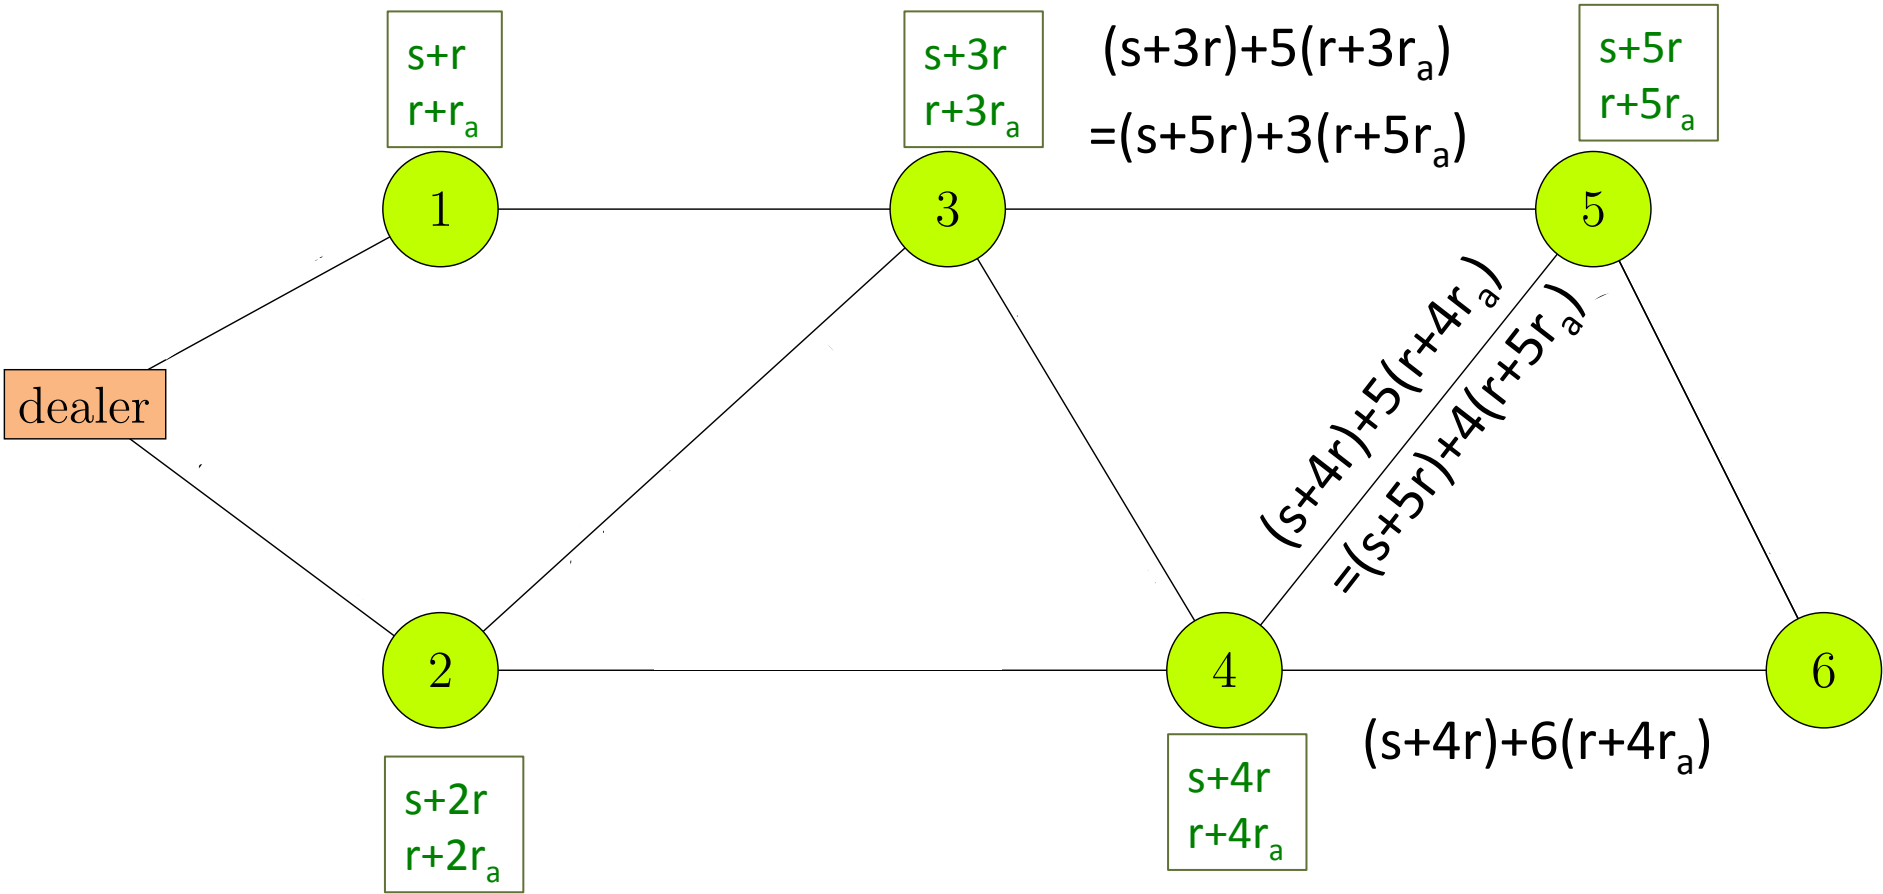 s+r
r+rₐ
s+3r
r+3rₐ
(s+3r)+5(r+3rₐ)
=(s+5r)+3(r+5rₐ)
s+5r
r+5rₐ
1
3
5
dealer
(s+4r)+5(r+4rₐ)
=(s+5r)+4(r+5rₐ)
2
4
6
s+2r
r+2rₐ
s+4r
r+4rₐ
(s+4r)+6(r+4rₐ)